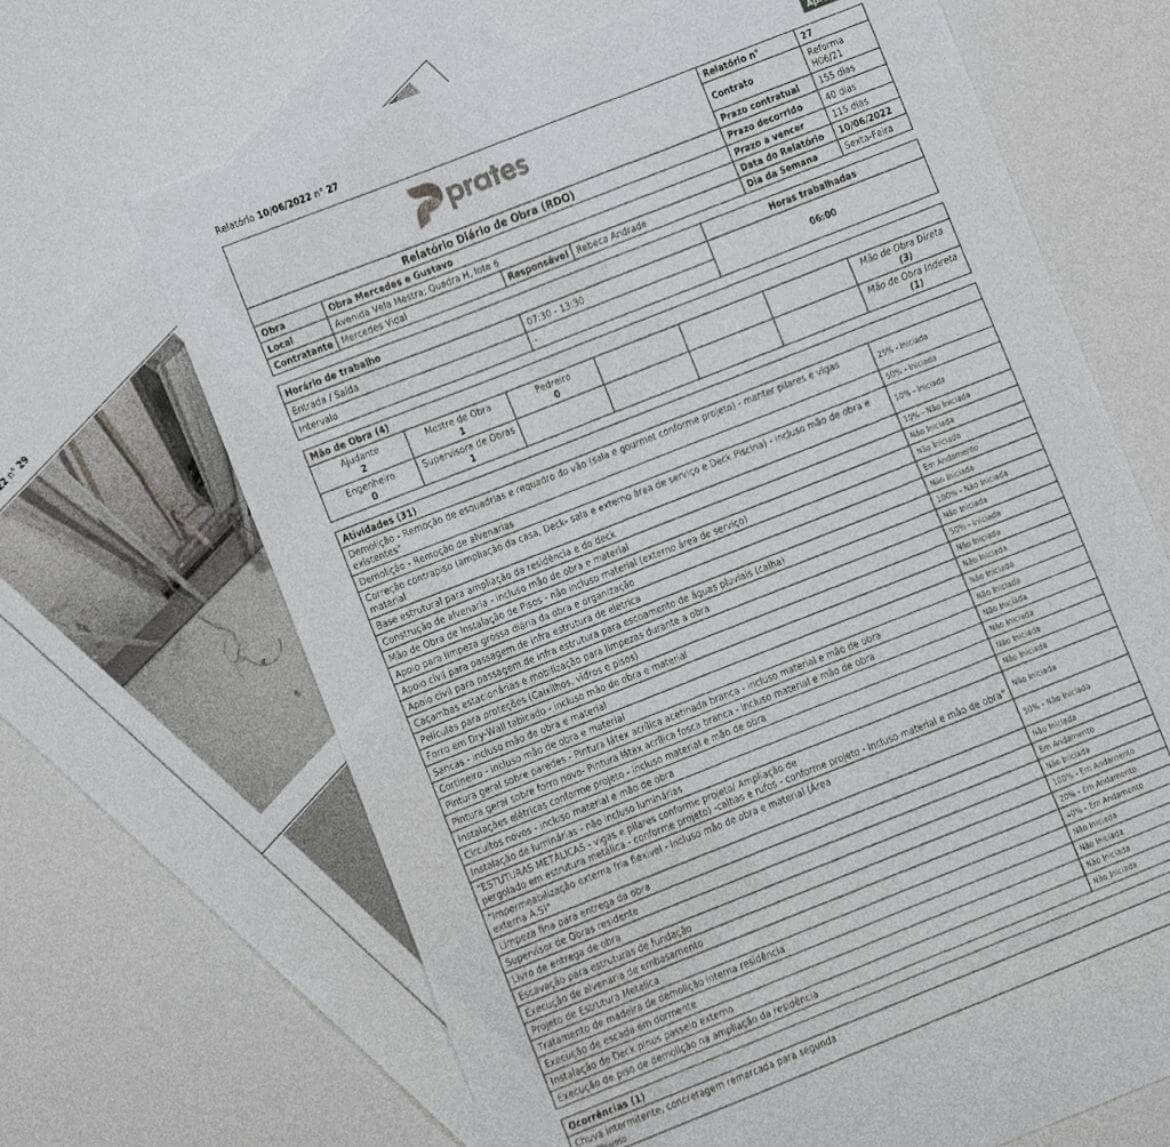 Relatório 10/06/2022 n° 27
prates
Relatório Diário de Obra (RDO)
Relatório n° 27
Contrato Reforma
H06/21
Prazo contratual 155 dias
Prazo decorrido 40 dias
Prazo a vencer 115 dias
Data do Relatório 10/06/2022
Dia da Semana Sexta-Feira
Obra Obra Mercedes e Gustavo
Local Avenida Vela Mestra; Quadra H, lote 6 Responsável Rebeca Andrade
Contratante Mercedes Vidal
Horário de trabalho Horas trabalhadas
Entrada / Saída 07:30 - 13:30 06:00
Intervalo -
Mão de Obra (4) Mão de Obra Direta
(3)
Mão de Obra Indireta
(1)
Ajudante
2
Mestre de Obra
1
Pedreiro
0
Engenheiro
0
Supervisora de Obras
1
Atividades (31)
Demolição - Remoção de esquadrias e requadro do vão (sala e gourmet conforme projeto) - manter pilares e vigas
existentes"
25% - Iniciada
Demolição - Remoção de alvenarias
50% - Iniciada
Correção contrapiso (ampliação da casa, Deck- sala e externo área de serviço e Deck Piscina) - incluso mão de obra e
material
10% - Iniciada
Base estrutural para ampliação da residência e do deck
10% - Não Iniciada
Construção de alvenaria - incluso mão de obra e material
Não Iniciada
Mão de Obra de Instalação de Pisos - não incluso material (externo área de serviço)
Não Iniciada
Apoio para limpeza grossa diária da obra e organização
Em Andamento
Apoio civil para passagem de infra estrutura de elétrica
Não Iniciada
Apoio civil para passagem de infra estrutura para escoamento de águas pluviais (calha)
100% - Não Iniciada
Caçambas estacionárias e mobilização para limpezas durante a obra
Não Iniciada
Películas para proteções (Caixilhos, vidros e pisos)
50% - Iniciada
Forro em Dry-Wall tabicado - incluso mão de obra e material
Não Iniciada
Sancas - incluso mão de obra e material
Não Iniciada
Cortineiro - incluso mão de obra e material
Não Iniciada
Pintura geral sobre paredes - Pintura látex acrílica acetinada branca - incluso material e mão de obra
Não Iniciada
Pintura geral sobre forro novo- Pintura látex acrílica fosca branca - incluso material e mão de obra
Não Iniciada
Instalações elétricas conforme projeto - incluso material e mão de obra
Não Iniciada
Circuitos novos - incluso material e mão de obra
Não Iniciada
Instalação de luminárias - não incluso luminárias
Não Iniciada
"ESTUTURAS METÁLICAS - vigas e pilares conforme projeto/ Ampliação de
pergolado em estrutura metálica - conforme projeto) -calhas e rufos - conforme projeto - Incluso material e mão de obra"
Não Iniciada
"Impermeabilização externa fria flexível - incluso mão de obra e material (Área
externa A.S)"
- Não Iniciada
Limpeza fina para entrega da obra
Não Iniciada
Supervisor de Obras residente
Em Andamento
Livro de entrega de obra
Não Iniciada
Escavação para estruturas de fundação
100% - Em Andamento
Execução de alvenaria de embasamento
20% - Em Andamento
Projeto de Estrutura Metalica
- Em Andamento
Tratamento de madeira de demolição interna residência
Não Iniciada
Execução de escada em dormente
Não Iniciada
Instalação de Deck pinus passeio externo
Não Iniciada
Execução de piso de demolição na ampliação da residência
Não Iniciada
Ocorrências (1)
Chuva intermitente, concretagem remarcada para segunda
n° 29